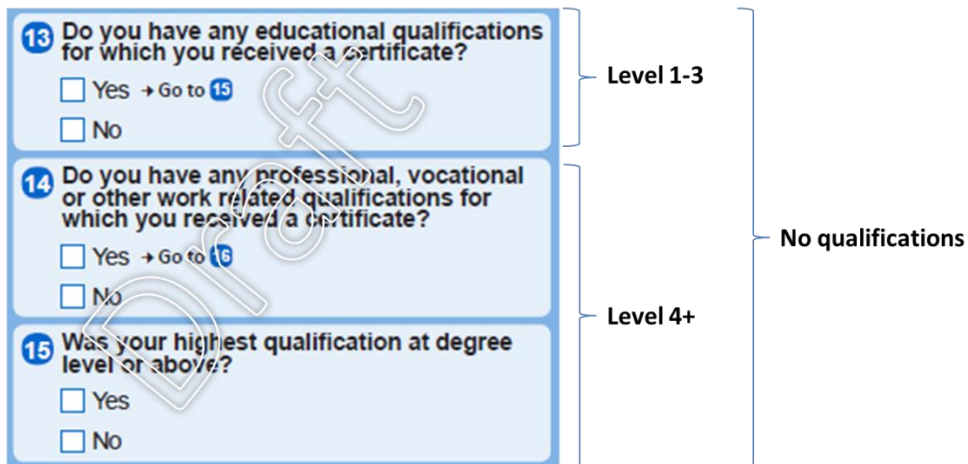 13 Do you have any educational qualifications
for which you received a certificate?
Yes → Go to 15
No
14 Do you have any professional, vocational
or other work related qualifications for
which you received a certificate?
Yes → Go to 16
No
15 Was your highest qualification at degree
level or above?
Yes
No
Draft
Level 1-3
Level 4+
No qualifications